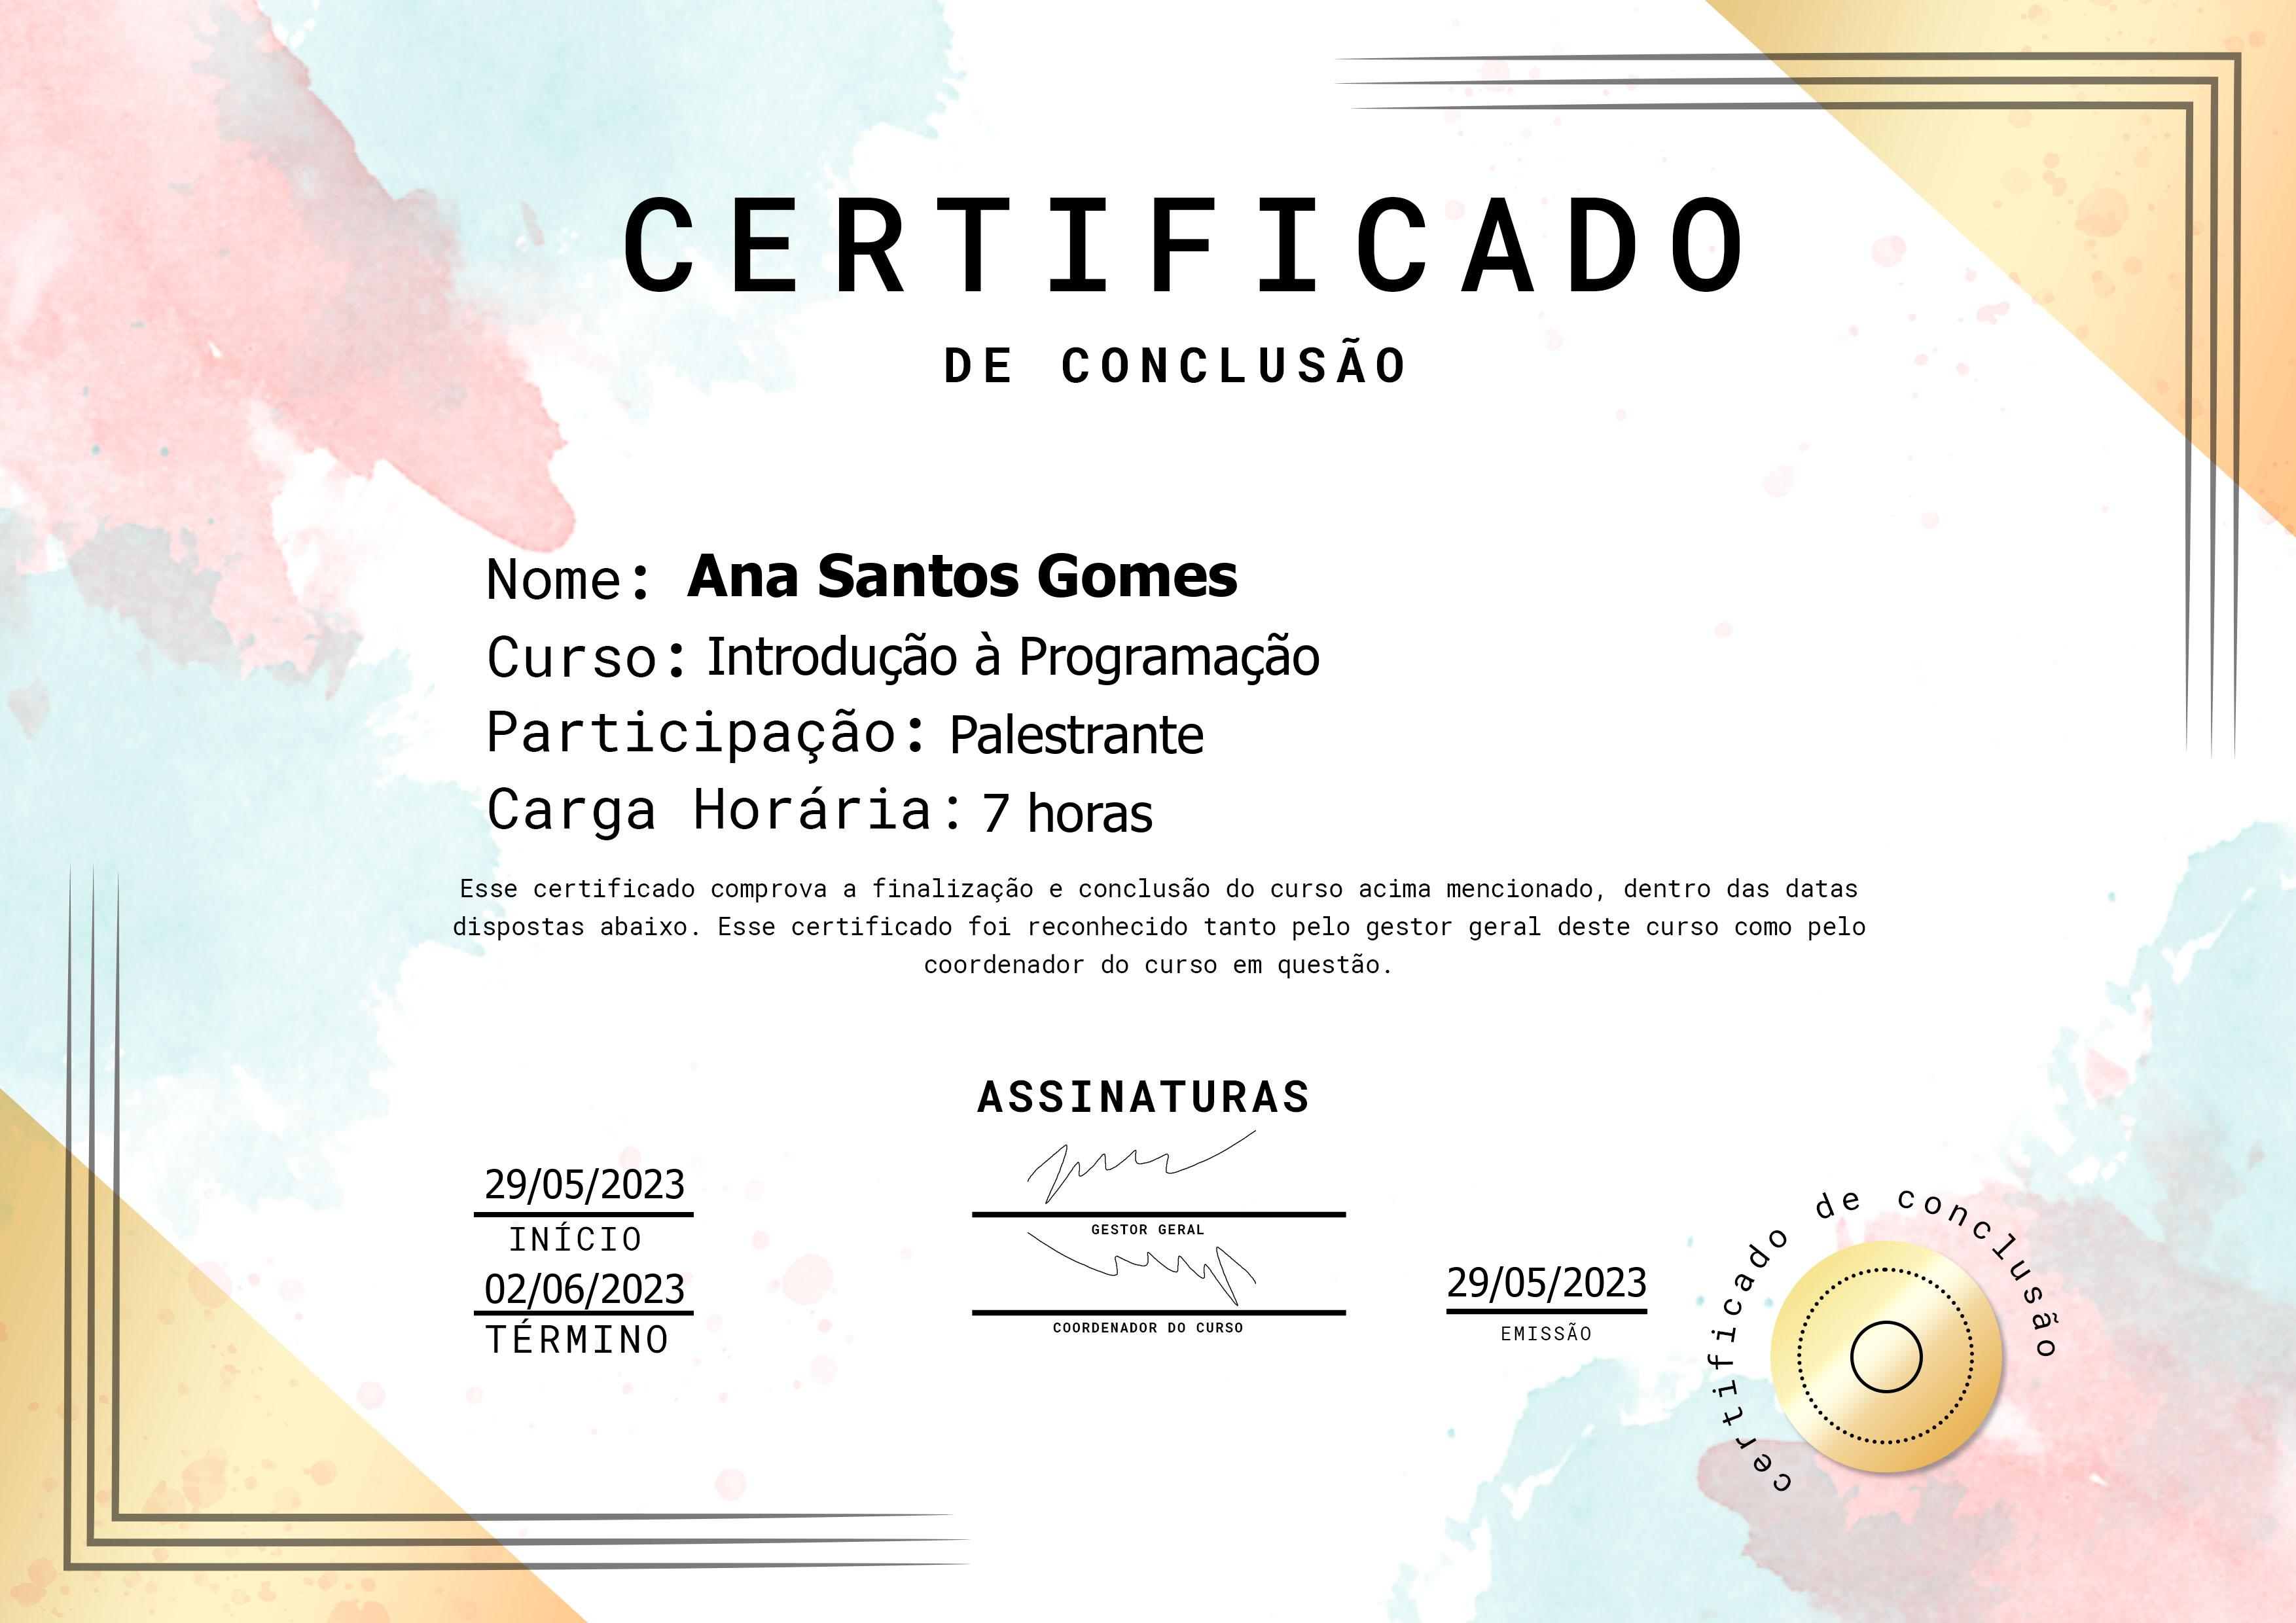 CERTIFICADO
DE CONCLUSÃO
Nome: Ana Santos Gomes
Curso: Introdução à Programação
Participação: Palestrante
Carga Horária: 7 horas
Esse certificado comprova a finalização e conclusão do curso acima mencionado, dentro das datas
dispostas abaixo. Esse certificado foi reconhecido tanto pelo gestor geral deste curso como pelo
coordenador do curso em questão.
ASSINATURAS
29/05/2023
INÍCIO
02/06/2023
TÉRMINO
GESTOR GERAL
COORDENADOR DO CURSO
29/05/2023
EMISSÃO
certificado de conclusão